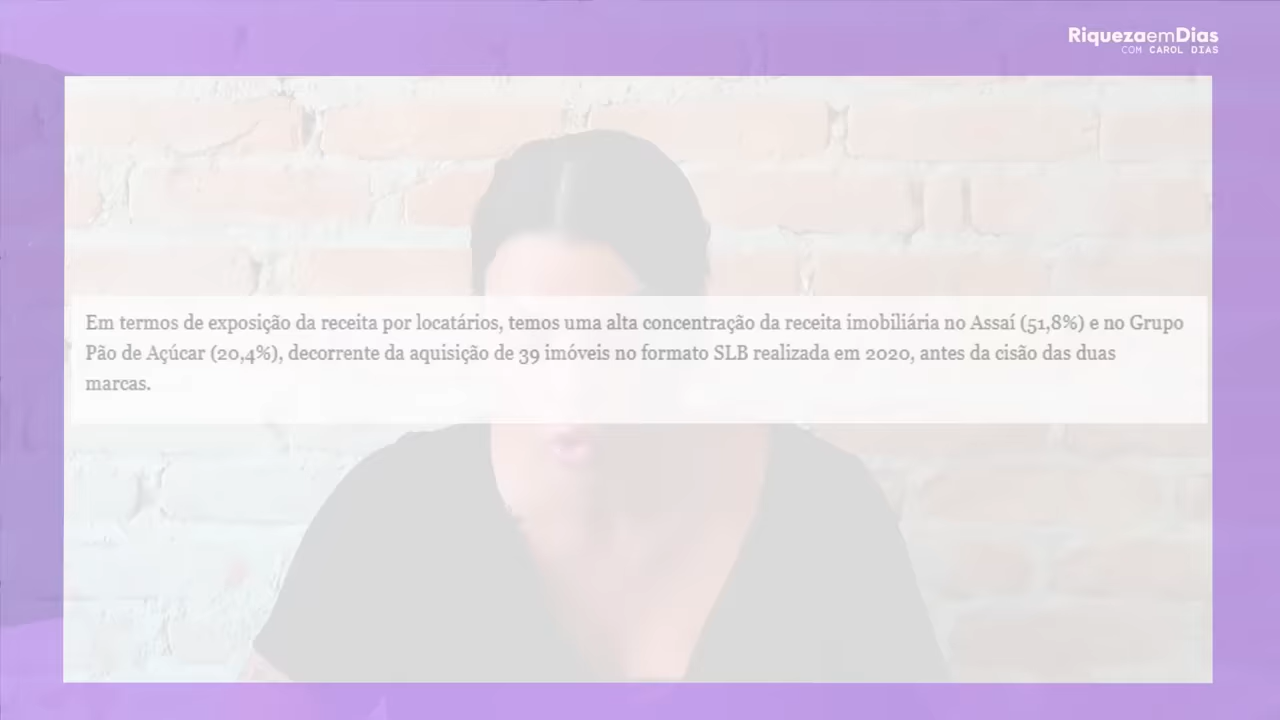 RiquezaemDias
COM CAROL DIAS
Em termos de exposição da receita por locatários, temos uma alta concentração da receita imobiliária no Assaí (51,8%) e no Grupo
Pão de Açúcar (20,4%), decorrente da aquisição de 39 imóveis no formato SLB realizada em 2020, antes da cisão das duas
marcas.